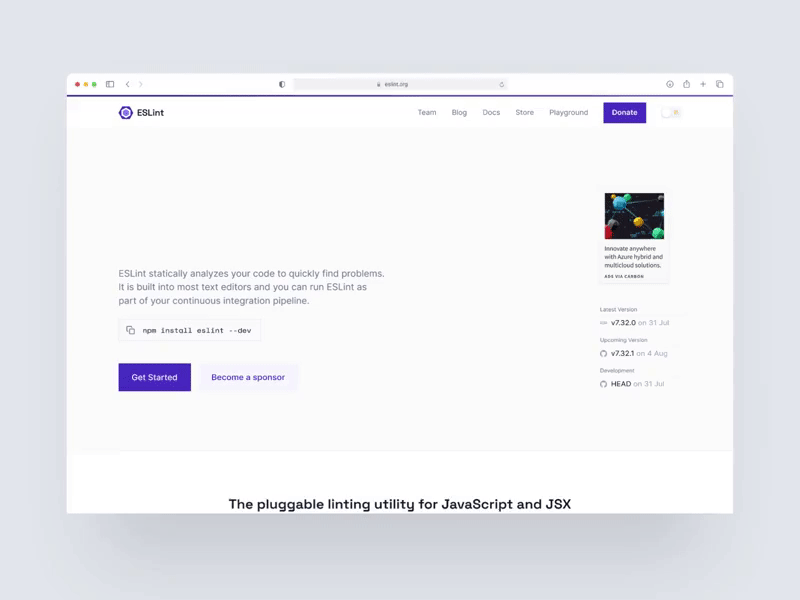 eslint.org
ESLint
Team
Blog
Docs
Store
Playground
Donate
ESLint statically analyzes your code to quickly find problems.
It is built into most text editors and you can run ESLint as
part of your continuous integration pipeline.
npm install eslint --dev
Get Started
Become a sponsor
Innovate anywhere
with Azure hybrid and
multicloud solutions.
ADS VIA CARBON
Latest Version
v7.32.0 on 31 Jul
Upcoming Version
v7.32.1 on 4 Aug
Development
HEAD on 31 Jul
The pluggable linting utility for JavaScript and JSX